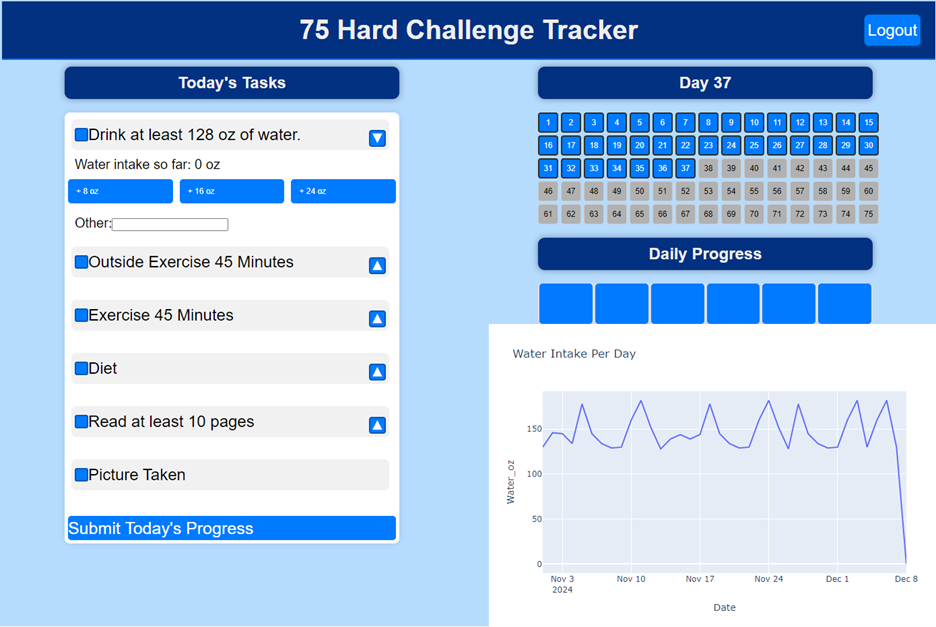 75 Hard Challenge Tracker
Logout
Today's Tasks
Drink at least 128 oz of water.
Water intake so far: 0 oz
+ 8 oz + 16 oz + 24 oz
Other:
Outside Exercise 45 Minutes
Exercise 45 Minutes
Diet
Read at least 10 pages
Picture Taken
Submit Today's Progress
Day 37
1 2 3 4 5 6 7 8 9 10 11 12 13 14 15
16 17 18 19 20 21 22 23 24 25 26 27 28 29 30
31 32 33 34 35 36 37 38 39 40 41 42 43 44 45
46 47 48 49 50 51 52 53 54 55 56 57 58 59 60
61 62 63 64 65 66 67 68 69 70 71 72 73 74 75
Daily Progress
Water Intake Per Day
Water_oz
150
100
50
0
Nov 3 Nov 10 Nov 17 Nov 24 Dec 1 Dec 8
2024
Date